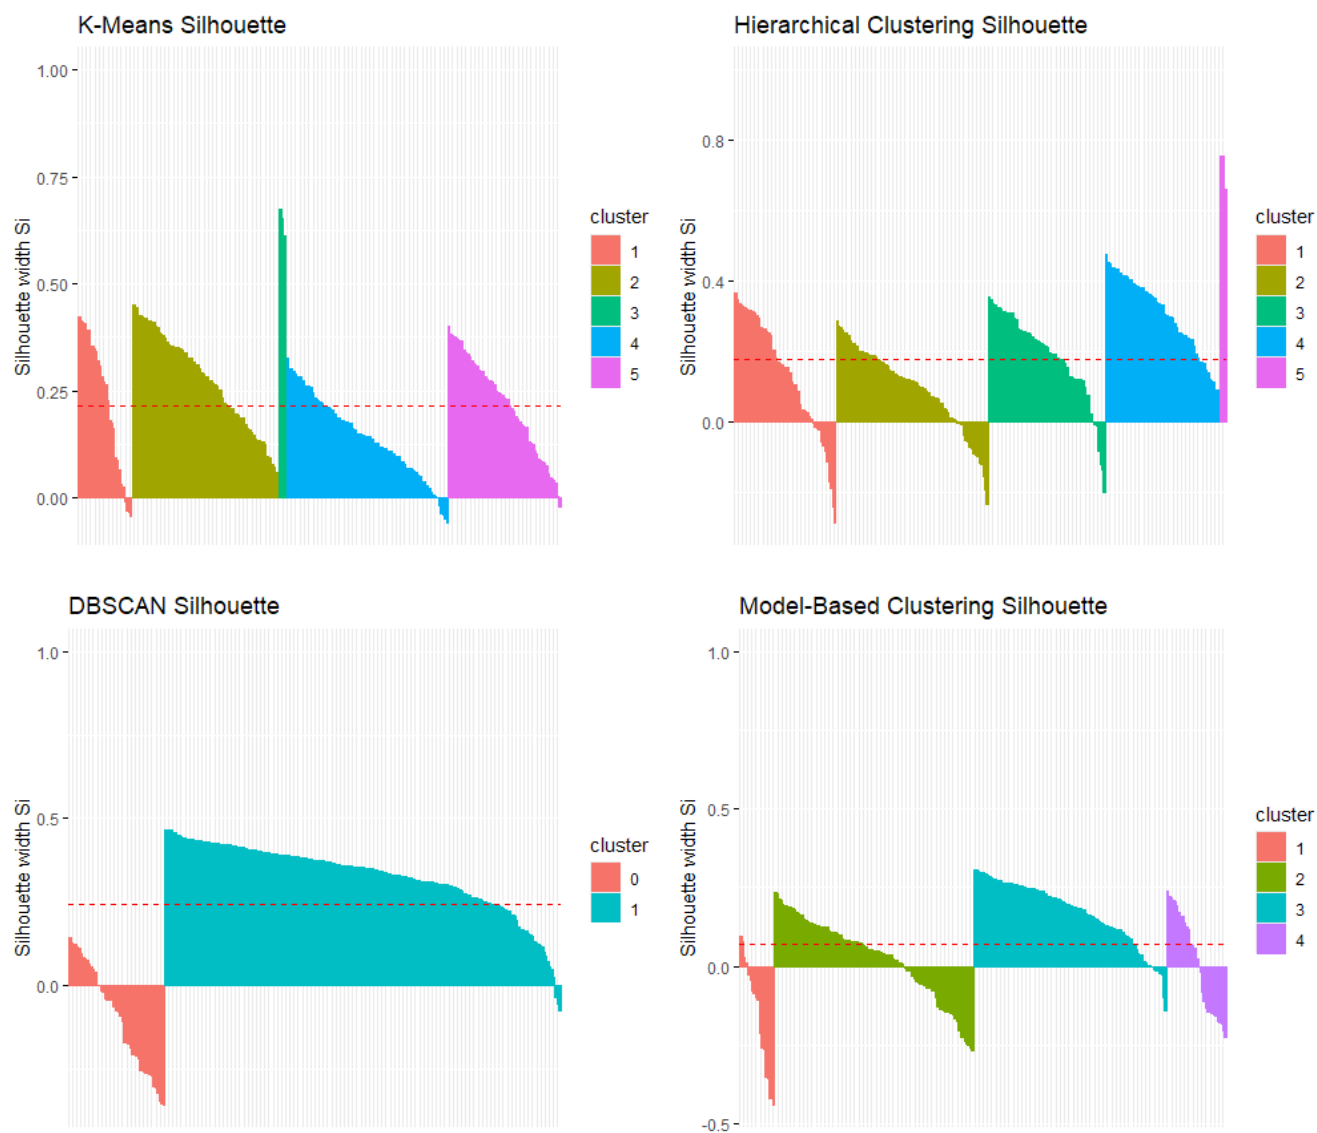 K-Means Silhouette
Silhouette width Si
1.00
0.75
0.50
0.25
0.00
cluster
1
2
3
4
5
Hierarchical Clustering Silhouette
Silhouette width Si
0.8
0.4
0.0
cluster
1
2
3
4
5
DBSCAN Silhouette
Silhouette width Si
1.0
0.5
0.0
cluster
0
1
Model-Based Clustering Silhouette
Silhouette width Si
1.0
0.5
0.0
-0.5
cluster
1
2
3
4